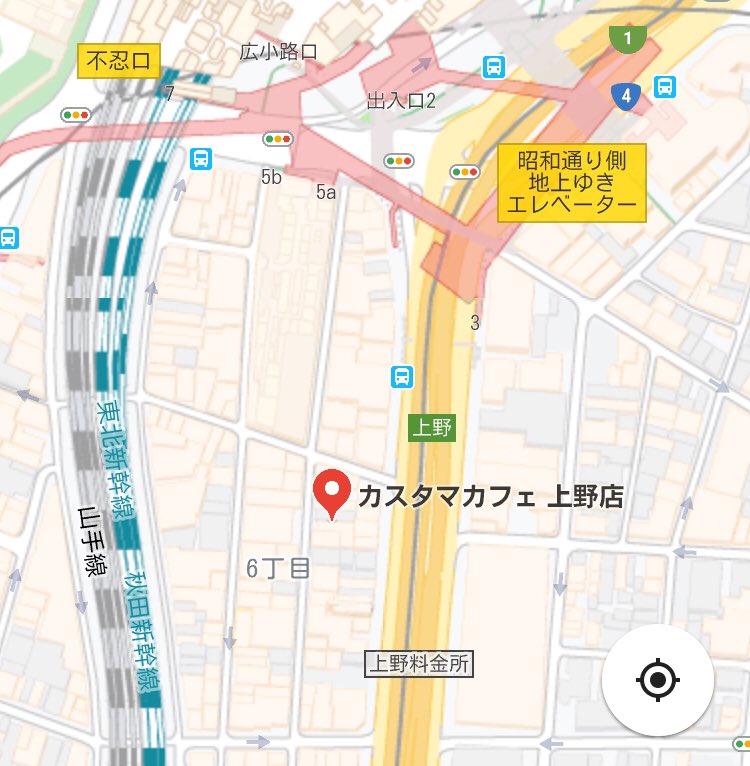 広小路口
不忍口
1
7
4
出入口2
昭和通り側
地上ゆき
エレベーター
5b
5a
3
上野
東北新幹線
カスタマカフェ 上野店
山手線
6丁目
秋田新幹線
上野料金所